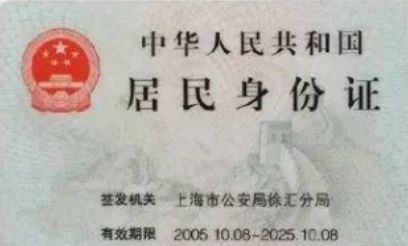 中华人民共和国
居民身份证
签发机关 上海市公安局徐汇分局
有效期限 2005.10.08-2025.10.08